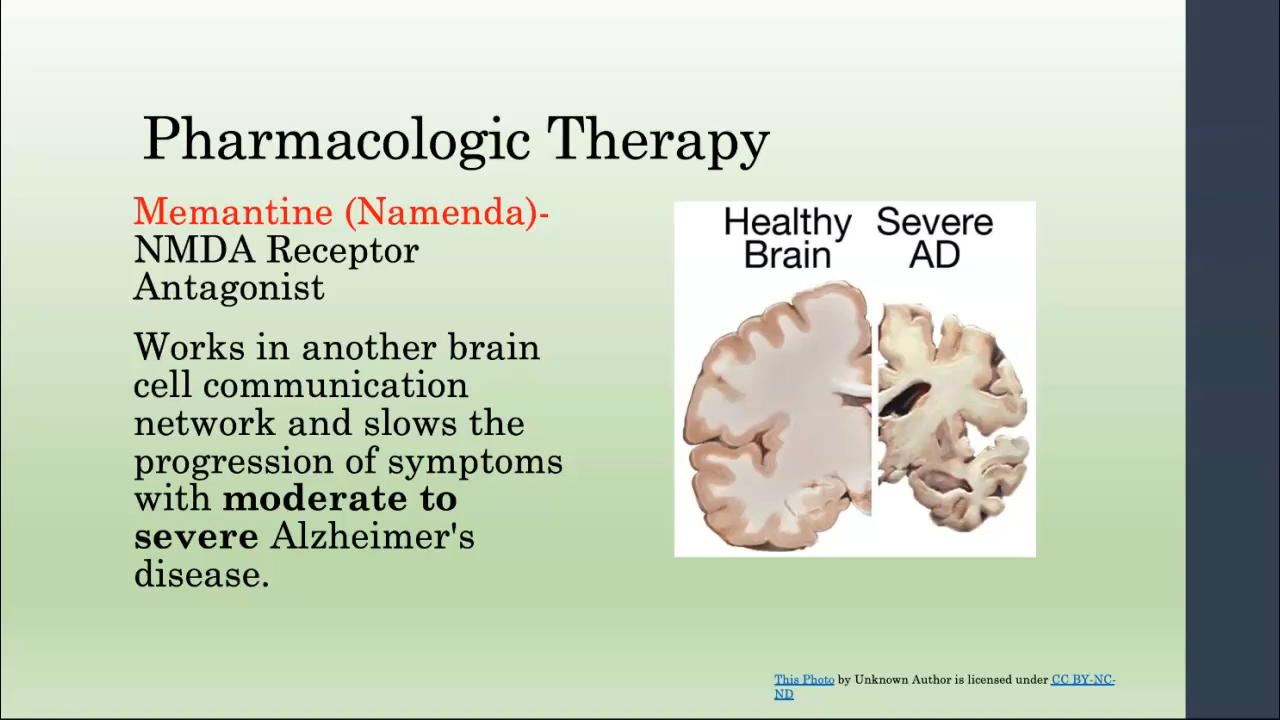 Pharmacologic Therapy
Memantine (Namenda)-
NMDA Receptor
Antagonist
Works in another brain
cell communication
network and slows the
progression of symptoms
with moderate to
severe Alzheimer's
disease.
Healthy Brain
Severe AD
This Photo by Unknown Author is licensed under CC BY-NC-
ND